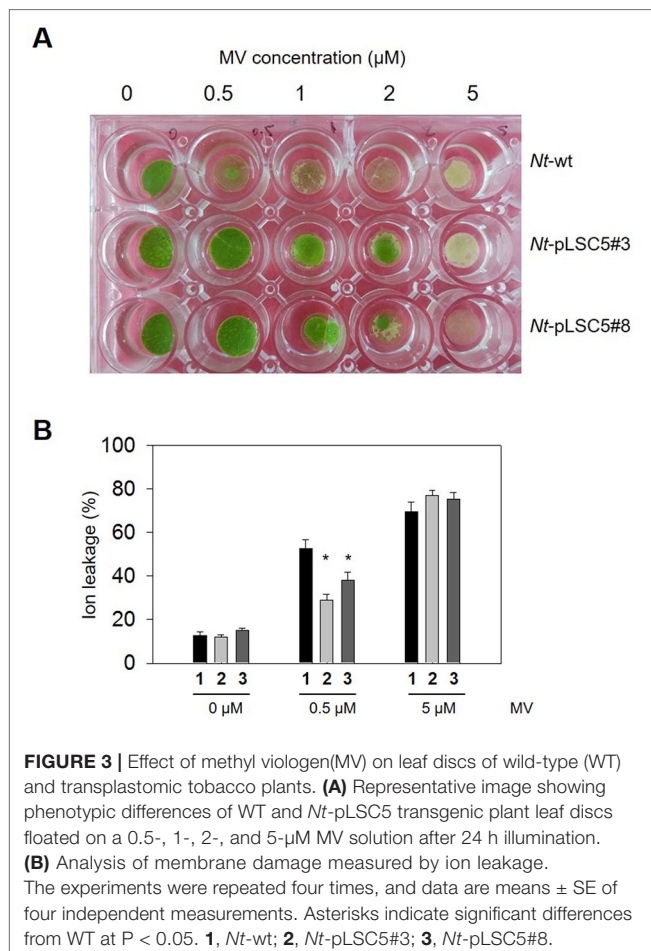 A
MV concentration (µM)
0 0.5 1 2 5
0 0.5 1 2 5
Nt-wt
Nt-pLSC5#3
Nt-pLSC5#8
B
100
80
60
40
20
0
Ion leakage (%)
* *
1 2 3 1 2 3 1 2 3
0 µM 0.5 µM 5 µM MV
FIGURE 3 | Effect of methyl viologen(MV) on leaf discs of wild-type (WT)
and transplastomic tobacco plants. (A) Representative image showing
phenotypic differences of WT and Nt-pLSC5 transgenic plant leaf discs
floated on a 0.5-, 1-, 2-, and 5-µM MV solution after 24 h illumination.
(B) Analysis of membrane damage measured by ion leakage.
The experiments were repeated four times, and data are means ± SE of
four independent measurements. Asterisks indicate significant differences
from WT at P < 0.05. 1, Nt-wt; 2, Nt-pLSC5#3; 3, Nt-pLSC5#8.